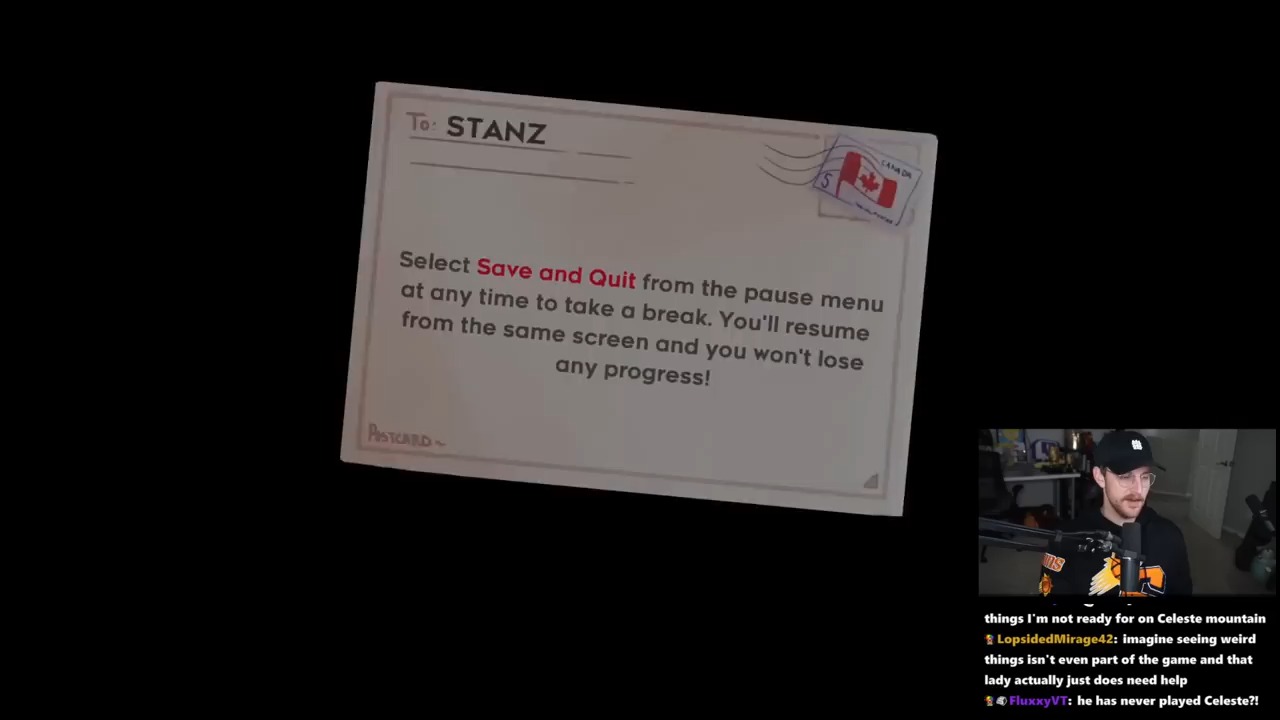 To: STANZ
CANADA
5
Select Save and Quit from the pause menu
at any time to take a break. You'll resume
from the same screen and you won't lose
any progress!
POSTCARD~
things I'm not ready for on Celeste mountain
LopsidedMirage42: imagine seeing weird
things isn't even part of the game and that
lady actually just does need help
FluxxyVT: he has never played Celeste?!